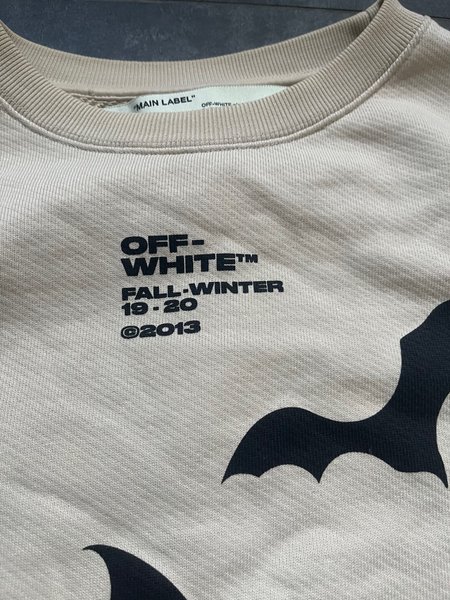 "MAIN LABEL"
OFF-WHITE
OFF-
WHITE™
FALL-WINTER
19-20
©2013